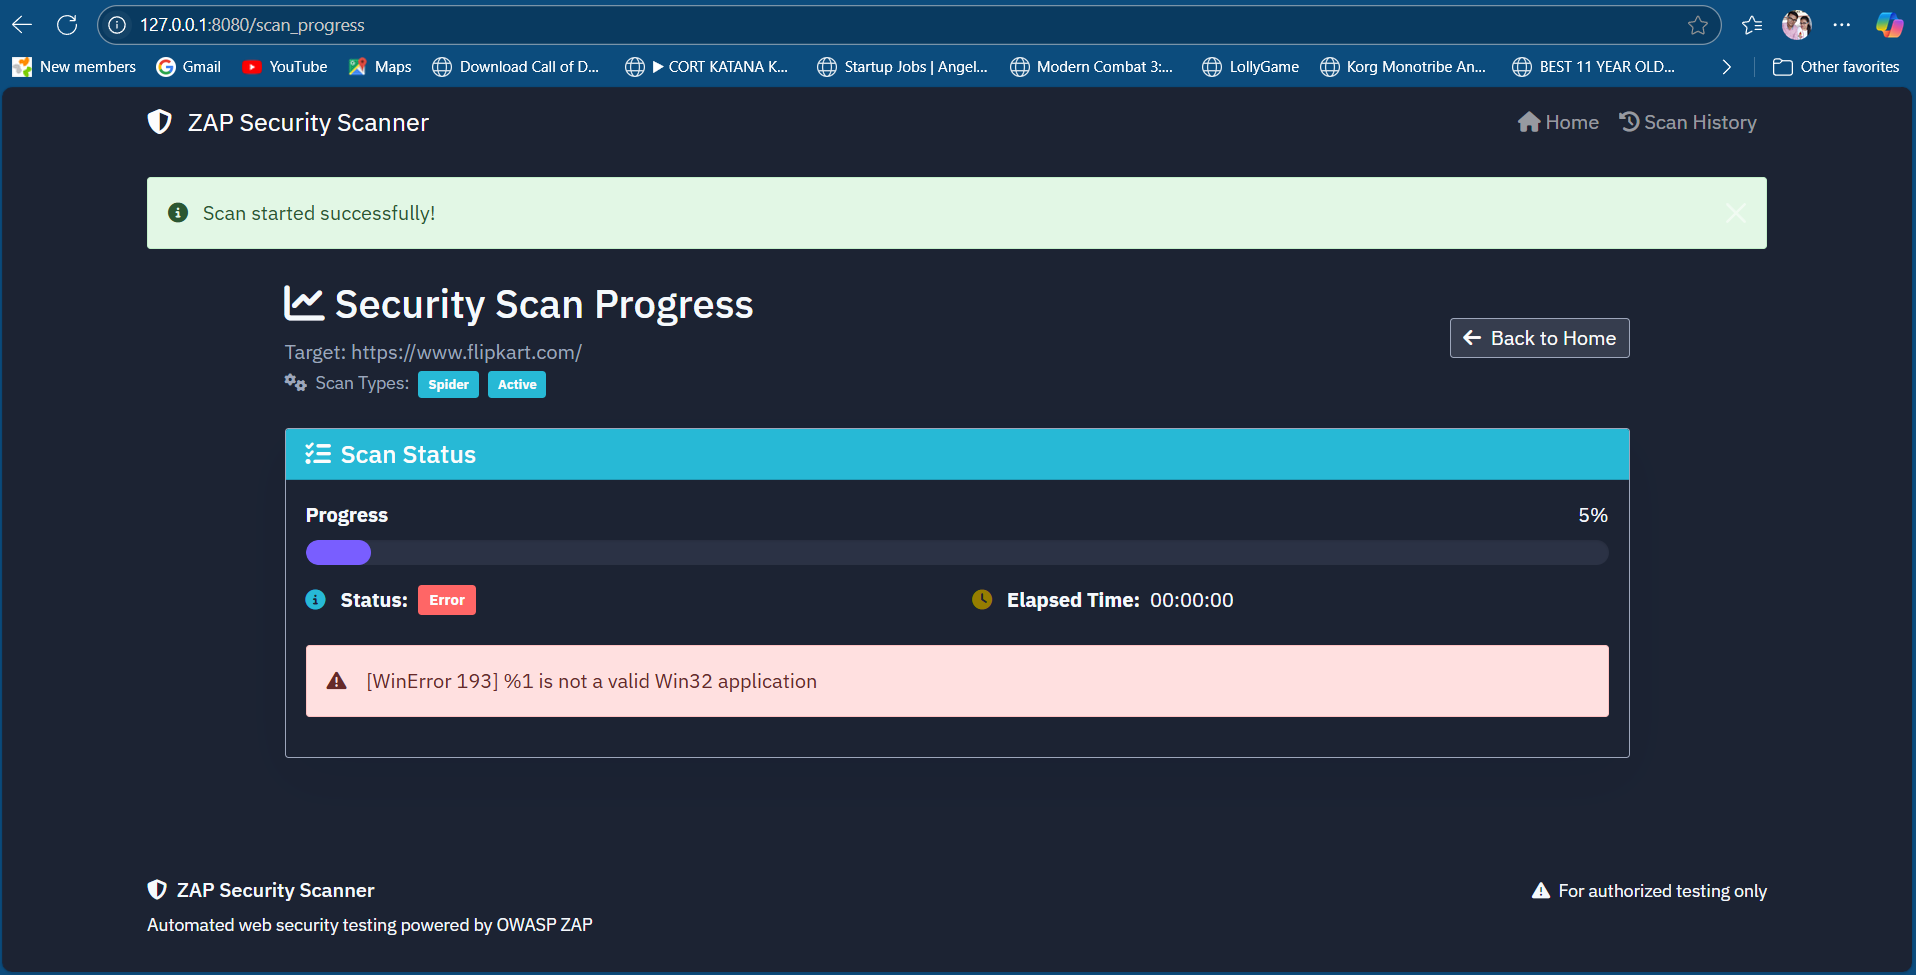 127.0.0.1:8080/scan_progress
New members Gmail YouTube Maps Download Call of D... ▶ CORT KATANA K... Startup Jobs | Angel... Modern Combat 3:... LollyGame Korg Monotribe An... BEST 11 YEAR OLD... Other favorites
ZAP Security Scanner Home Scan History
Scan started successfully!
Security Scan Progress
Target: https://www.flipkart.com/
Back to Home
Scan Types: Spider Active
Scan Status
Progress 5%
Status: Error Elapsed Time: 00:00:00
[WinError 193] %1 is not a valid Win32 application
ZAP Security Scanner For authorized testing only
Automated web security testing powered by OWASP ZAP